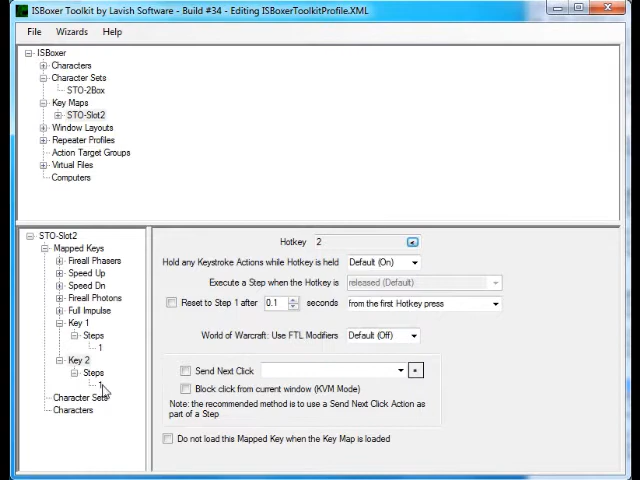 ISBoxer Toolkit by Lavish Software - Build #34 - Editing ISBoxerToolkitProfile.XML
File Wizards Help
ISBoxer
Characters
Character Sets
STO-2Box
Key Maps
STO-Slot2
Window Layouts
Repeater Profiles
Action Target Groups
Virtual Files
Computers
STO-Slot2
Mapped Keys
Fireall Phasers
Speed Up
Speed Dn
Fireall Photons
Full Impulse
Key 1
Steps
1
Key 2
Steps
1
Character Sets
Characters
Hotkey 2
Hold any Keystroke Actions while Hotkey is held Default (On)
Execute a Step when the Hotkey is released (Default)
Reset to Step 1 after 0.1 seconds from the first Hotkey press
World of Warcraft: Use FTL Modifiers Default (Off)
Send Next Click
Block click from current window (KVM Mode)
Note: the recommended method is to use a Send Next Click Action as
part of a Step
Do not load this Mapped Key when the Key Map is loaded